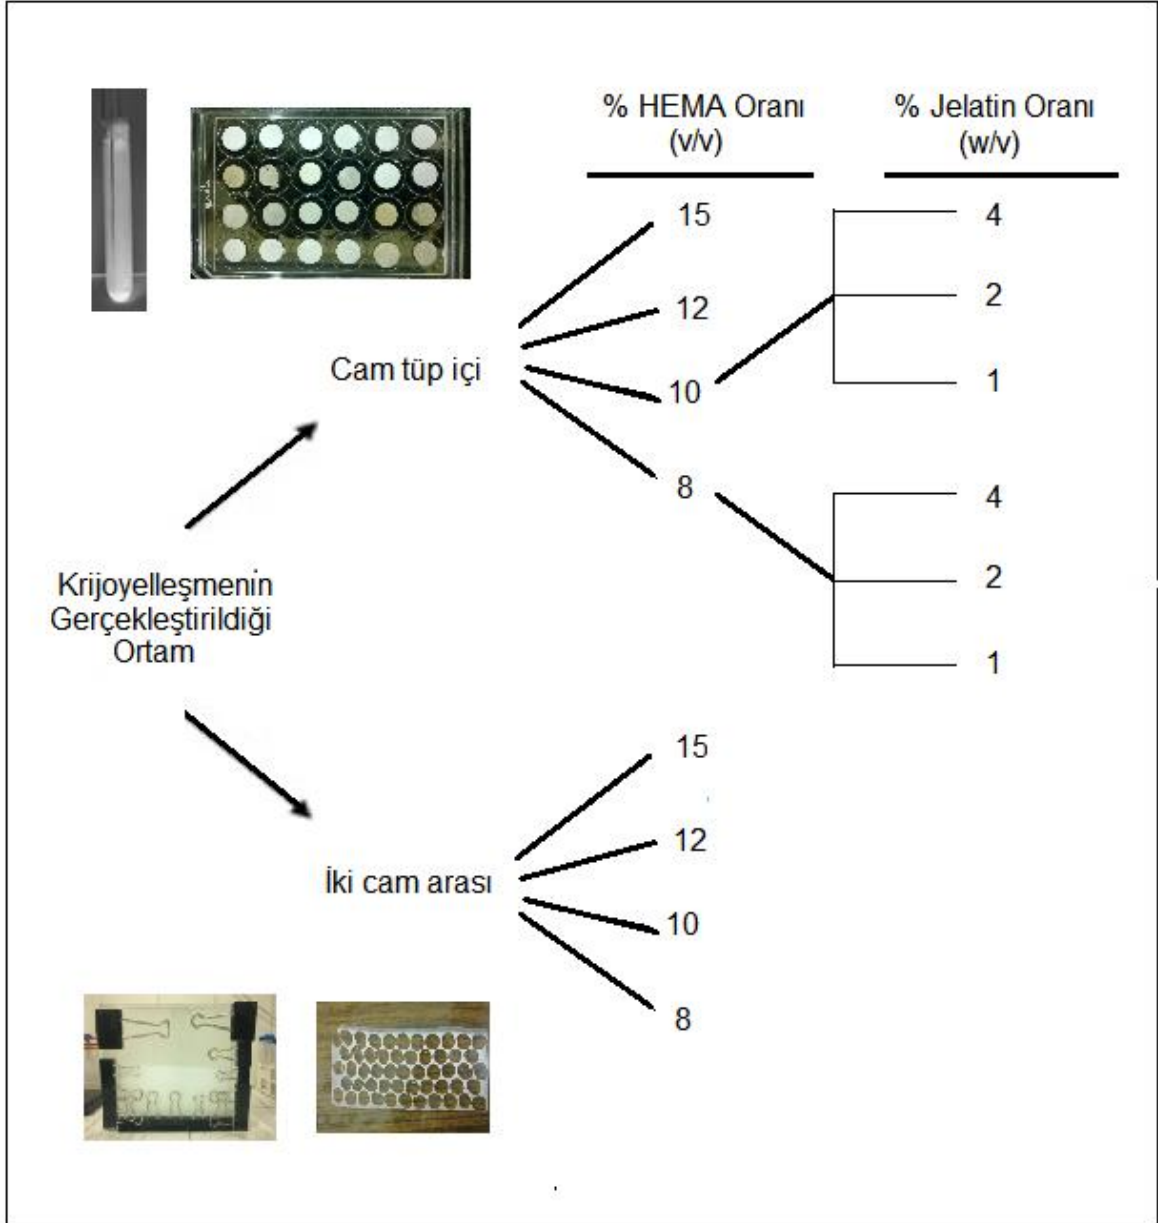 % HEMA Oranı
(v/v)
% Jelatin Oranı
(w/v)
15
12
10
8
4
2
1
4
2
1
Cam tüp içi
Krijoyelleşmenin
Gerçekleştirildiği
Ortam
İki cam arası
15
12
10
8